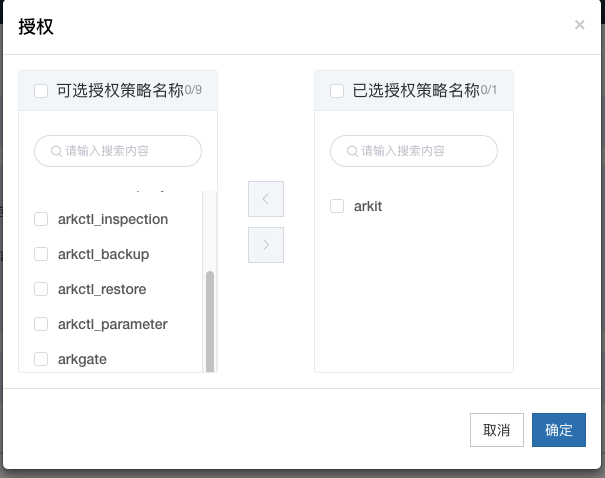 授权
×
可选授权策略名称0/9
请输入搜索内容
arkctl_inspection
arkctl_backup
arkctl_restore
arkctl_parameter
arkgate
已选授权策略名称0/1
请输入搜索内容
arkit
取消
确定